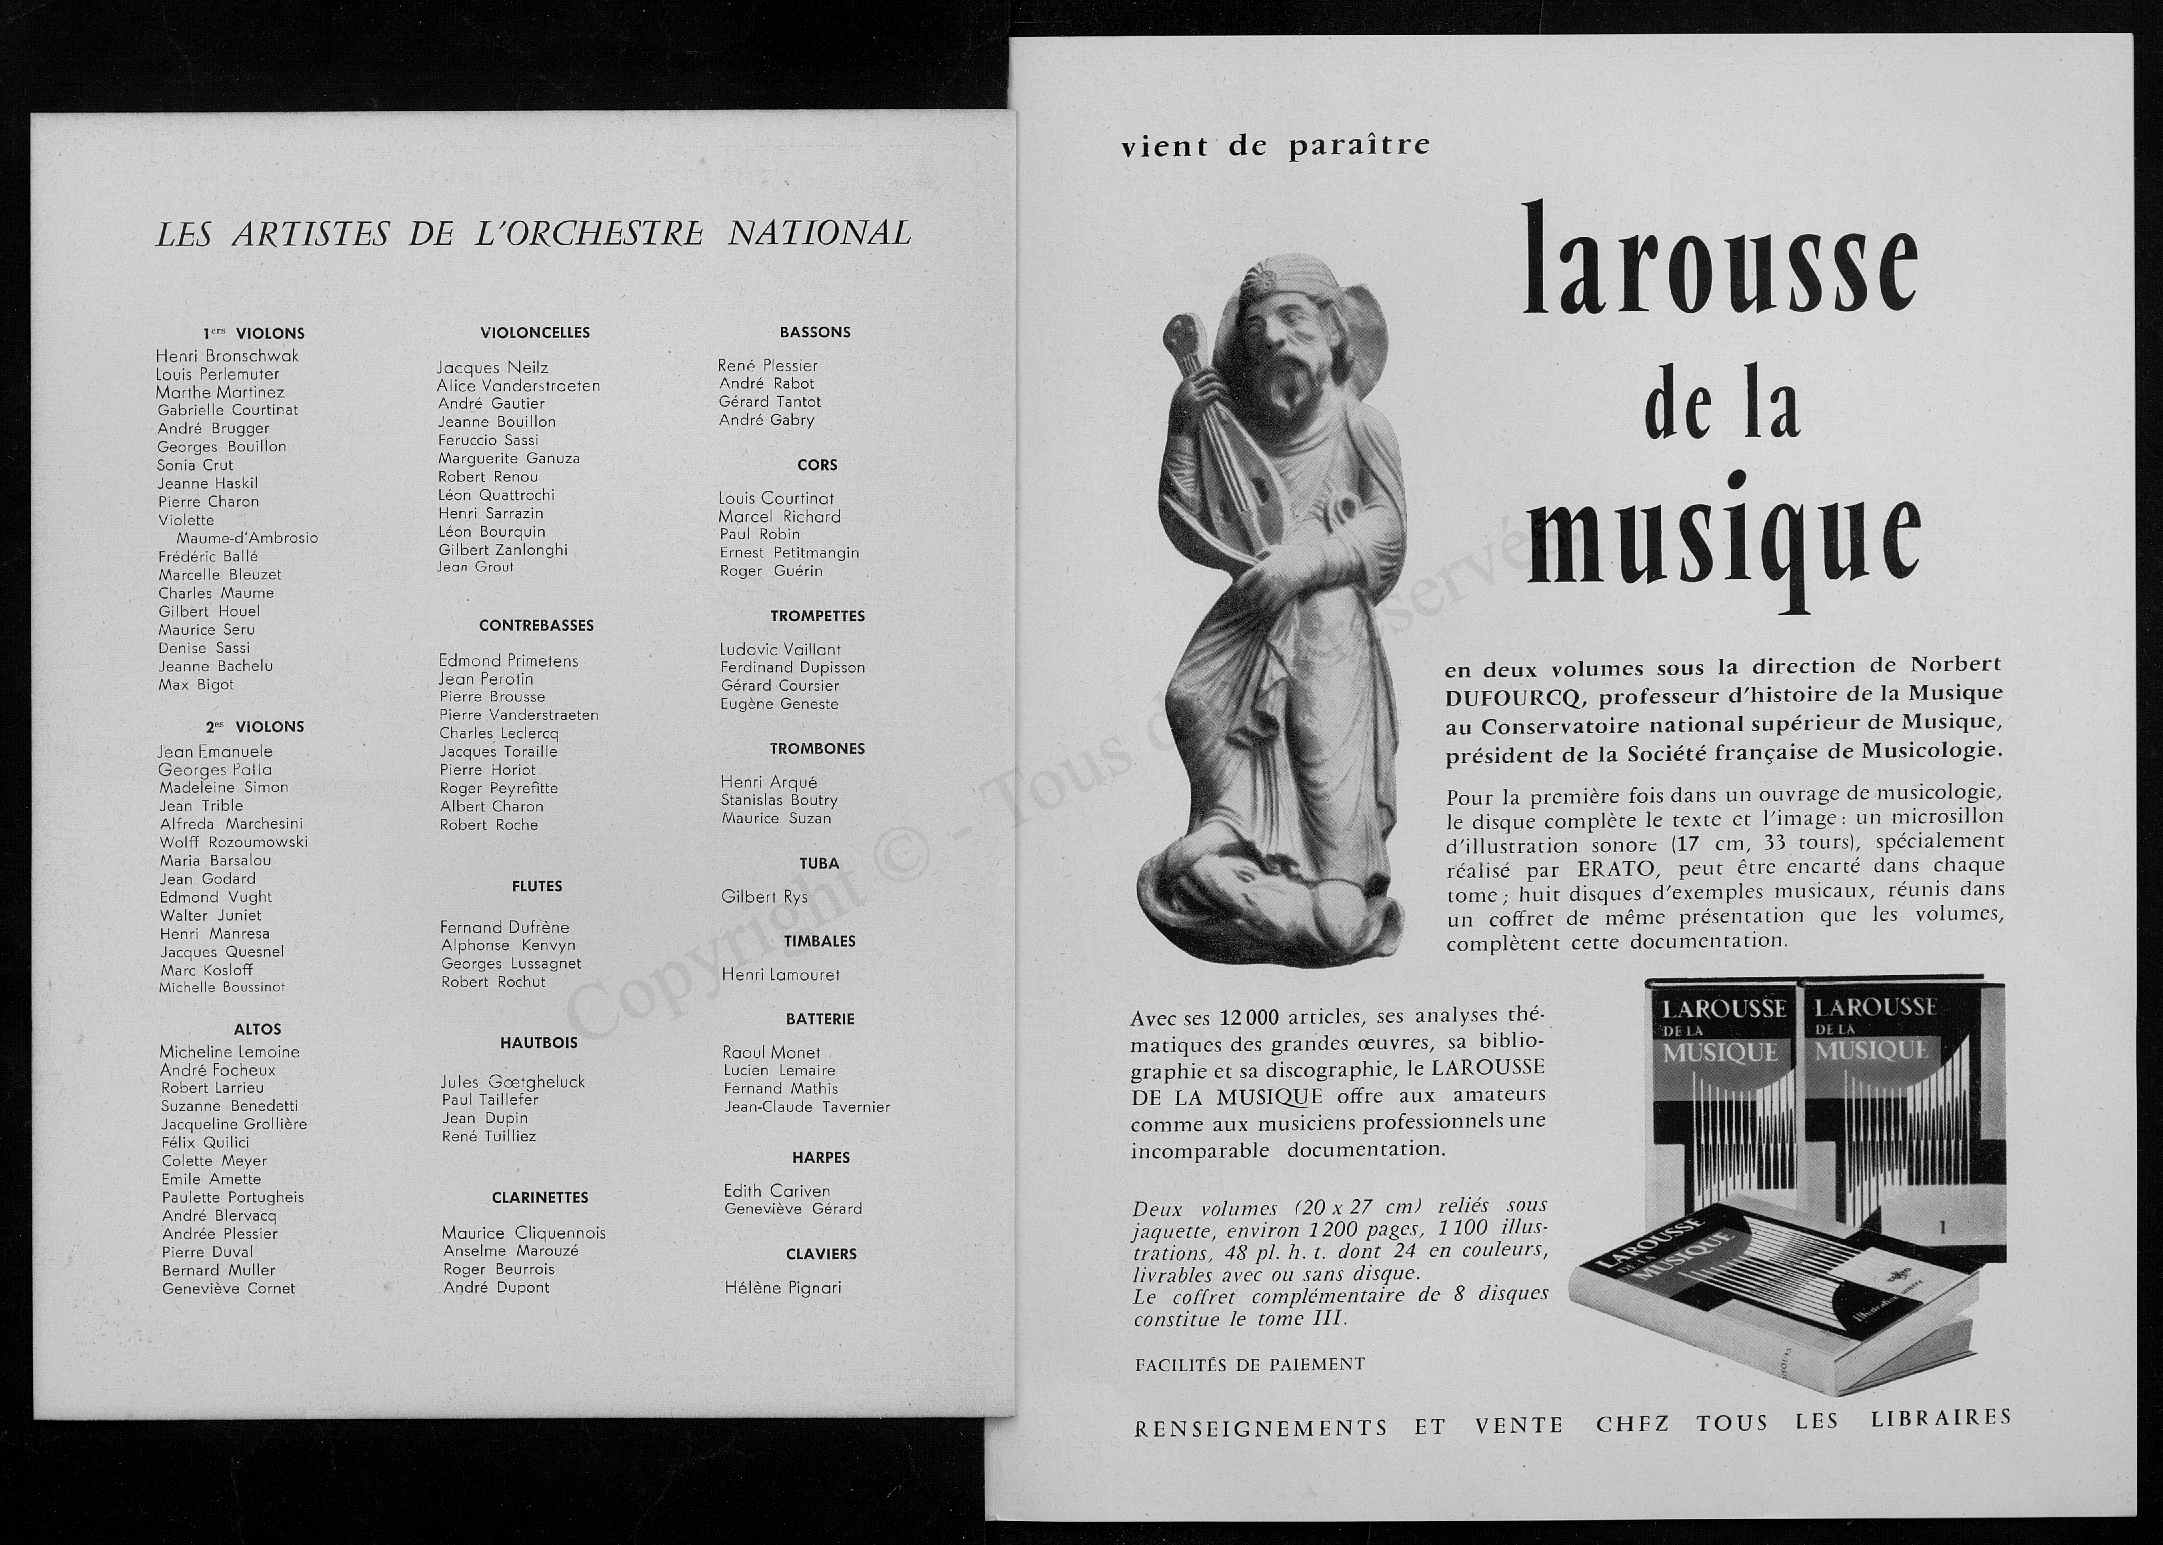 LES ARTISTES DE L'ORCHESTRE NATIONAL
1ers VIOLONS
Henri Bronschwak
Louis Perlemuter
Marthe Martinez
Gabrielle Courtinat
André Brugger
Georges Bouillon
Sonia Crut
Jeanne Haskil
Pierre Charon
Violette
Maume-d'Ambrosio
Frédéric Ballé
Marcelle Bleuzet
Charles Maume
Gilbert Houel
Maurice Seru
Denise Sassi
Jeanne Bachelu
Max Bigot
2es VIOLONS
Jean Emanuele
Georges Palla
Madeleine Simon
Jean Trible
Alfreda Marchesini
Wolff Rozoumowski
Maria Barsalou
Jean Godard
Edmond Vught
Walter Juniet
Henri Manresa
Jacques Quesnel
Marc Kosloff
Michelle Boussinot
ALTOS
Micheline Lemoine
André Focheux
Robert Larrieu
Suzanne Benedetti
Jacqueline Grollière
Félix Quilici
Colette Meyer
Emile Amette
Paulette Portugheis
André Blervacq
Andrée Plessier
Pierre Duval
Bernard Muller
Geneviève Cornet
VIOLONCELLES
Jacques Neilz
Alice Vanderstraeten
André Gautier
Jeanne Bouillon
Feruccio Sassi
Marguerite Ganuza
Robert Renou
Léon Quattrochi
Henri Sarrazin
Léon Bourquin
Gilbert Zanlonghi
Jean Grout
CONTREBASSES
Edmond Primetens
Jean Perotin
Pierre Brousse
Pierre Vanderstraeten
Charles Leclercq
Jacques Toraille
Pierre Horiot
Roger Peyrefitte
Albert Charon
Robert Roche
FLUTES
Fernand Dufrène
Alphonse Kenvyn
Georges Lussagnet
Robert Rochut
HAUTBOIS
Jules Gœtgheluck
Paul Taillefer
Jean Dupin
René Tuilliez
CLARINETTES
Maurice Cliquennois
Anselme Marouzé
Roger Beurrois
André Dupont
BASSONS
René Plessier
André Rabot
Gérard Tantot
André Gabry
CORS
Louis Courtinat
Marcel Richard
Paul Robin
Ernest Petitmangin
Roger Guérin
TROMPETTES
Ludovic Vaillant
Ferdinand Dupisson
Gérard Coursier
Eugène Geneste
TROMBONES
Henri Arqué
Stanislas Boutry
Maurice Suzan
TUBA
Gilbert Rys
TIMBALES
Henri Lamouret
BATTERIE
Raoul Monet
Lucien Lemaire
Fernand Mathis
Jean-Claude Tavernier
HARPES
Edith Cariven
Geneviève Gérard
CLAVIERS
Hélène Pignari
vient de paraître
larousse
de la
musique
en deux volumes sous la direction de Norbert
DUFOURCQ, professeur d'histoire de la Musique
au Conservatoire national supérieur de Musique,
président de la Société française de Musicologie.
Pour la première fois dans un ouvrage de musicologie,
le disque complète le texte et l'image : un microsillon
d'illustration sonore (17 cm, 33 tours), spécialement
réalisé par ERATO, peut être encarté dans chaque
tome ; huit disques d'exemples musicaux, réunis dans
un coffret de même présentation que les volumes,
complètent cette documentation.
Avec ses 12 000 articles, ses analyses thé-
matiques des grandes œuvres, sa biblio-
graphie et sa discographie, le LAROUSSE
DE LA MUSIQUE offre aux amateurs
comme aux musiciens professionnels une
incomparable documentation.
Deux volumes (20 x 27 cm) reliés sous
jaquette, environ 1 200 pages, 1 100 illus-
trations, 48 pl. h. t. dont 24 en couleurs,
livrables avec ou sans disque.
Le coffret complémentaire de 8 disques
constitue le tome III.
FACILITÉS DE PAIEMENT
LAROUSSE
DE LA
MUSIQUE
LAROUSSE
DE LA
MUSIQUE
1
LAROUSSE
DE LA
MUSIQUE
RENSEIGNEMENTS ET VENTE CHEZ TOUS LES LIBRAIRES
Copyright © - Tous d
réservés